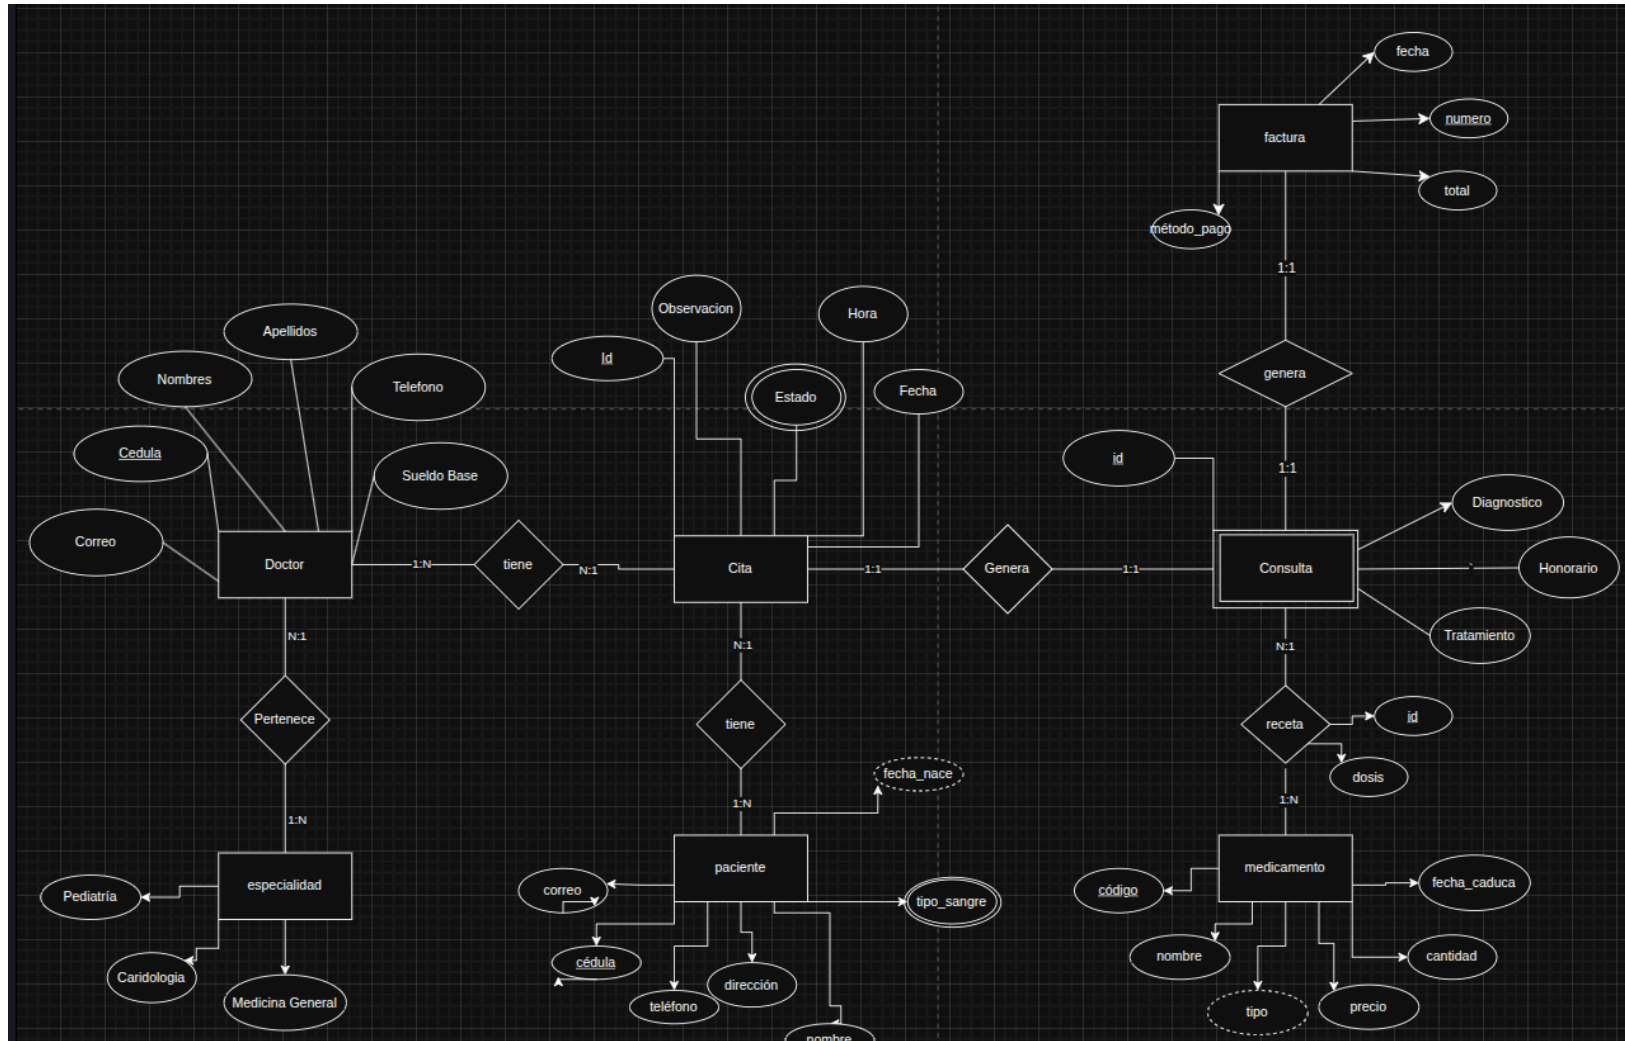 fecha
numero
factura
total
método_pago
1:1
Observacion
Hora
Apellidos
Id
genera
Nombres
Telefono
Estado
Fecha
Cedula
id
1:1
Sueldo Base
Diagnostico
Correo
Doctor
1:N
tiene
N:1
Cita
1:1
Genera
1:1
Consulta
Honorario
N:1
Tratamiento
N:1
N:1
Pertenece
tiene
receta
id
fecha_nace
dosis
1:N
1:N
1:N
paciente
medicamento
especialidad
Pediatría
correo
tipo_sangre
código
fecha_caduca
cédula
nombre
cantidad
Caridologia
dirección
Medicina General
teléfono
tipo
precio
nombre